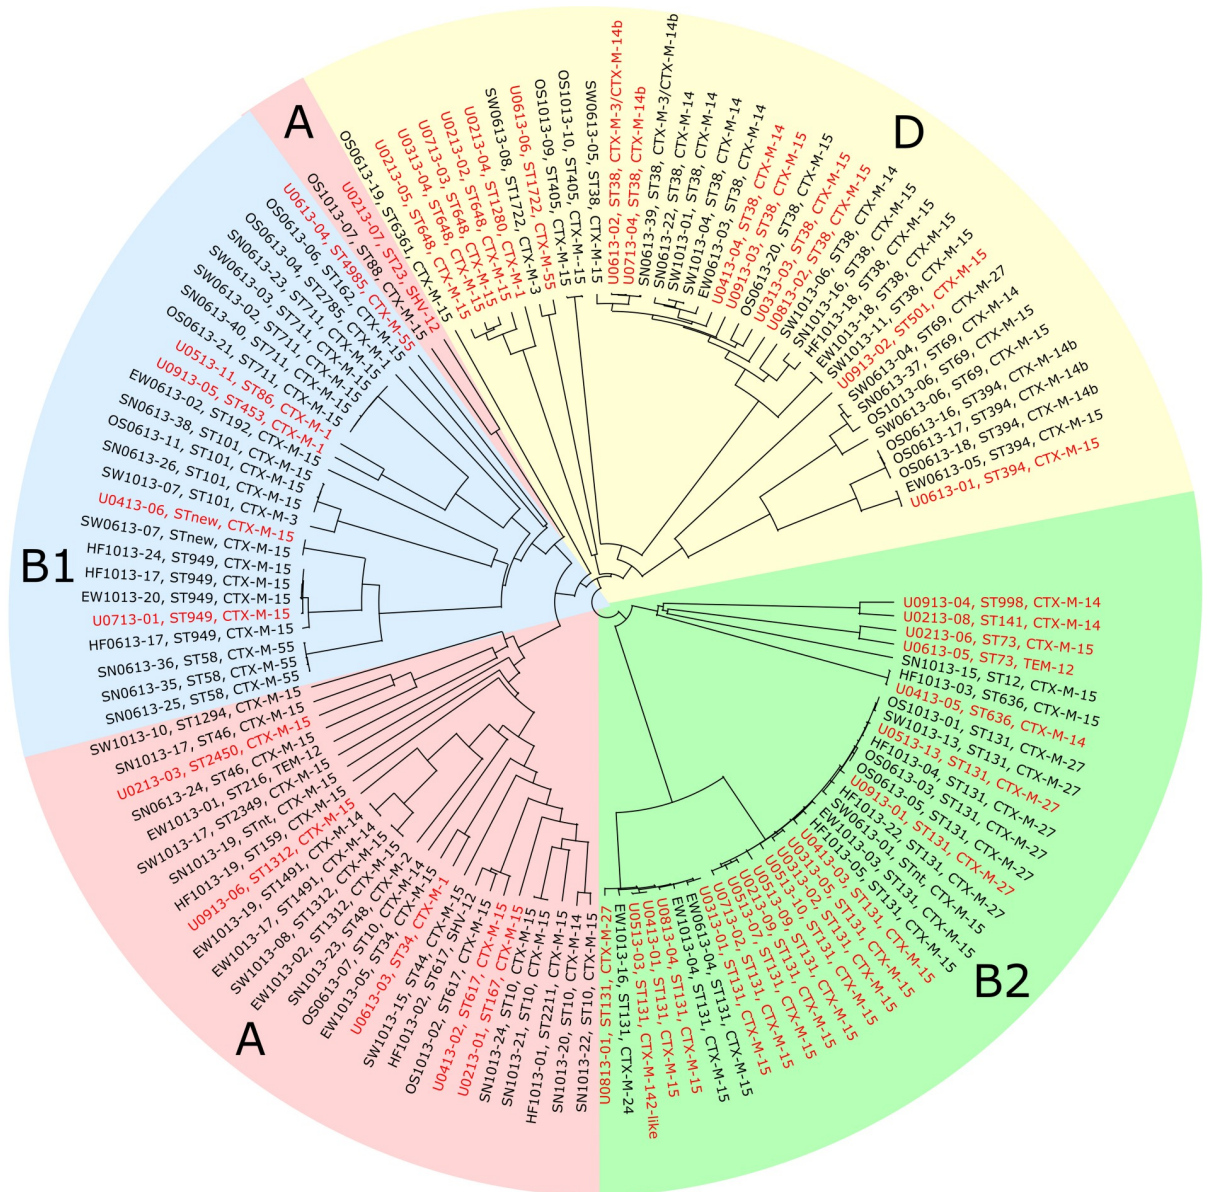 A
D
B1
A
B2
OS0613-19, ST6361, CTX-M-15
U0213-05, ST648, CTX-M-15
U0313-04, ST648, CTX-M-15
U0713-03, ST648, CTX-M-15
U0213-02, ST648, CTX-M-15
U0213-04, ST1280, CTX-M-1
SW0613-08, ST1722, CTX-M-3
U0613-06, ST1722, CTX-M-55
OS1013-09, ST405, CTX-M-15
OS1013-10, ST405, CTX-M--15
SW0613-05, ST38, CTX-M-15
U0613-02, ST38, CTX-M-3/CTX-M-14b
U0713-04, ST38, CTX-M-14b
SN0613-39, ST38, CTX-M-3/CTX-M-14b
SN0613-22, ST38, CTX-M-14
SW1013-01, ST38, CTX-M-14
SW1013-04, ST38, CTX-M-14
EW0613-03, ST38, CTX-M-14
U0413-04, ST38, CTX-M-14
U0913-03, ST38, CTX-M-15
OS0613-20, ST38, CTX-M-15
U0313-03, ST38, CTX-M-15
U0813-02, ST38, CTX-M-15
SW1013-06, ST38, CTX-M-14
SN1013-16, ST38, CTX-M-15
HF1013-18, ST38, CTX-M-15
EW1013-18, ST38, CTX-M-15
SW1013-11, ST38, CTX-M-15
U0913-02, ST501, CTX-M-15
SW0613-04, ST69, CTX-M-27
SN0613-37, ST69, CTX-M-14
OS1013-06, ST69, CTX-M-15
SW0613-06, ST69, CTX-M-15
OS0613-16, ST394, CTX-M-14b
OS0613-17, ST394, CTX-M-14b
OS0613-18, ST394, CTX-M-14b
EW0613-05, ST394, CTX-M-15
U0613-01, ST394, CTX-M-15
U0913-04, ST998, CTX-M-14
U0213-08, ST141, CTX-M-14
U0213-06, ST73, CTX-M-15
U0613-05, ST73, TEM-12
SN1013-15, ST12, CTX-M-15
HF1013-03, ST636, CTX-M-15
U0413-05, ST636, CTX-M-14
OS1013-01, ST131, CTX-M-27
SW1013-13, ST131, CTX-M-27
U0513-13, ST131, CTX-M-27
HF1013-04, ST131, CTX-M-27
OS0613-03, ST131, CTX-M-27
OS0613-05, ST131, CTX-M-27
U0913-01, ST131, CTX-M-27
HF1013-22, ST131, CTX-M-27
SW0613-01, STnt, CTX-M-15
EW1013-03, ST131, CTX-M-15
HF1013-05, ST131, CTX-M-15
U0413-03, ST131, CTX-M-15
U0313-05, ST131, CTX-M-15
U0313-02, ST131, CTX-M-15
U0513-10, ST131, CTX-M-15
U0513-09, ST131, CTX-M-15
U0213-09, ST131, CTX-M-15
U0513-07, ST131, CTX-M-15
U0713-02, ST131, CTX-M-15
U0313-01, ST131, CTX-M-15
EW0613-04, ST131, CTX-M-15
EW1013-04, ST131, CTX-M-15
U0813-04, ST131, CTX-M-15
U0413-01, ST131, CTX-M-15
U0513-03, ST131, CTX-M-142-like
EW1013-16, ST131, CTX-M-24
U0813-01, ST131, CTX-M-27
SN1013-22, ST10, CTX-M-15
SN1013-20, ST10, CTX-M-14
HF1013-01, ST2211, CTX-M-15
SN1013-21, ST10, CTX-M-15
SN1013-24, ST10, CTX-M-15
U0213-01, ST167, CTX-M-15
U0413-02, ST617, CTX-M-15
OS1013-02, ST617, CTX-M-15
HF1013-02, ST617, SHV-12
SW1013-15, ST44, CTX-M-15
U0613-03, ST34, CTX-M-1
EW1013-05, ST34, CTX-M-15
OS0613-07, ST10, CTX-M-14
SN1013-23, ST48, CTX-M-2
EW1013-02, ST1312, CTX-M-15
SW1013-08, ST1312, CTX-M-15
EW1013-17, ST1491, CTX-M-14
EW1013-19, ST1491, CTX-M-14
U0913-06, ST1312, CTX-M-15
HF1013-19, ST159, CTX-M-15
SN1013-19, STnt, CTX-M-15
SW1013-17, ST2349, CTX-M-15
EW1013-01, ST216, TEM-12
SN0613-24, ST46, CTX-M-15
U0213-03, ST2450, CTX-M-15
SN1013-17, ST46, CTX-M-15
SW1013-10, ST1294, CTX-M-15
SN0613-25, ST58, CTX-M-55
SN0613-35, ST58, CTX-M-55
SN0613-36, ST58, CTX-M-55
HF0613-17, ST949, CTX-M-15
U0713-01, ST949, CTX-M-15
EW1013-20, ST949, CTX-M-15
HF1013-17, ST949, CTX-M-15
HF1013-24, ST949, CTX-M-15
SW0613-07, STnew, CTX-M-15
U0413-06, STnew, CTX-M-15
SW1013-07, ST101, CTX-M-3
SN0613-26, ST101, CTX-M-15
OS0613-11, ST101, CTX-M-15
SN0613-38, ST101, CTX-M-15
EW0613-02, ST192, CTX-M-15
U0913-05, ST453, CTX-M-1
U0513-11, ST86, CTX-M-1
OS0613-21, ST711, CTX-M-15
SN0613-40, ST711, CTX-M-15
SW0613-02, ST711, CTX-M-15
SW0613-03, ST711, CTX-M-15
SN0613-23, ST711, CTX-M-15
OS0613-04, ST2785, CTX-M-1
OS0613-06, ST162, CTX-M-15
U0613-04, ST4985, CTX-M-55
OS1013-07, ST88, CTX-M-15
U0213-07, ST23, SHV-12